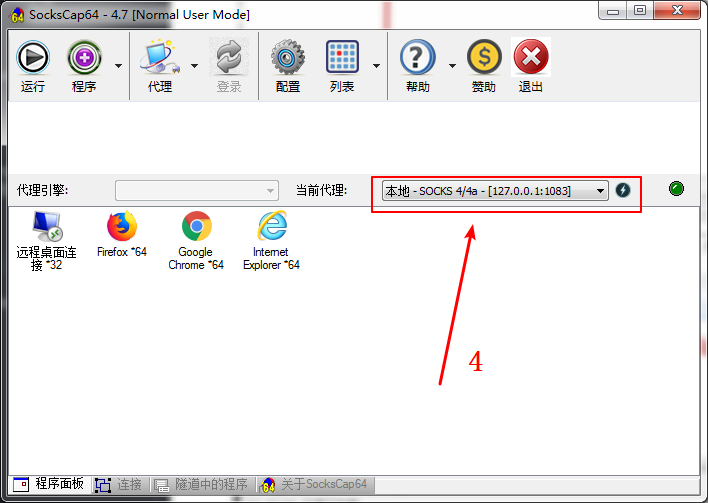 SocksCap64 - 4.7 [Normal User Mode]
运行 程序 代理 登录 配置 列表 帮助 赞助 退出
代理引擎: 当前代理: 本地 - SOCKS 4/4a - [127.0.0.1:1083]
远程桌面连
接 *32
Firefox *64
Google
Chrome *64
Internet
Explorer *64
4
程序面板 连接 隧道中的程序 关于SocksCap64